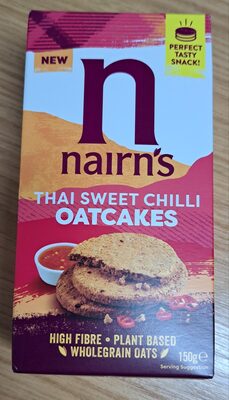 NEW
PERFECT
TASTY
SNACK!
n
nairn's
THAI SWEET CHILLI
OATCAKES
HIGH FIBRE • PLANT BASED
WHOLEGRAIN OATS
150g℮
Serving Suggestion